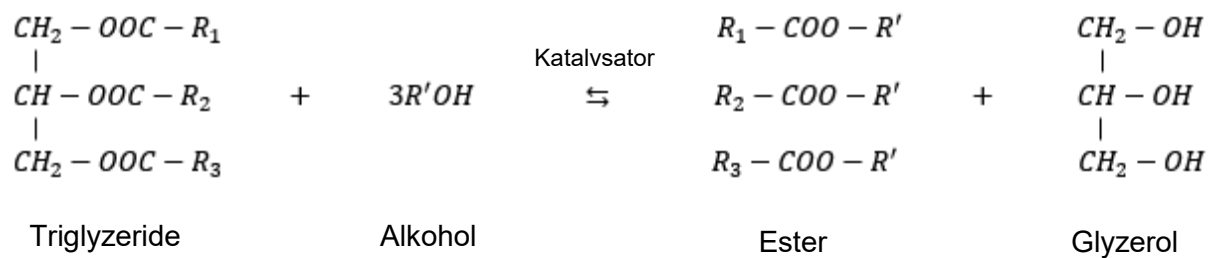 CH₂ − OOC − R₁ R₁ − COO − R′ CH₂ − OH
| |
Katalvsator
CH − OOC − R₂ + 3R′OH ⇆ R₂ − COO − R′ + CH − OH
| |
CH₂ − OOC − R₃ R₃ − COO − R′ CH₂ − OH
Triglyzeride Alkohol Ester Glyzerol